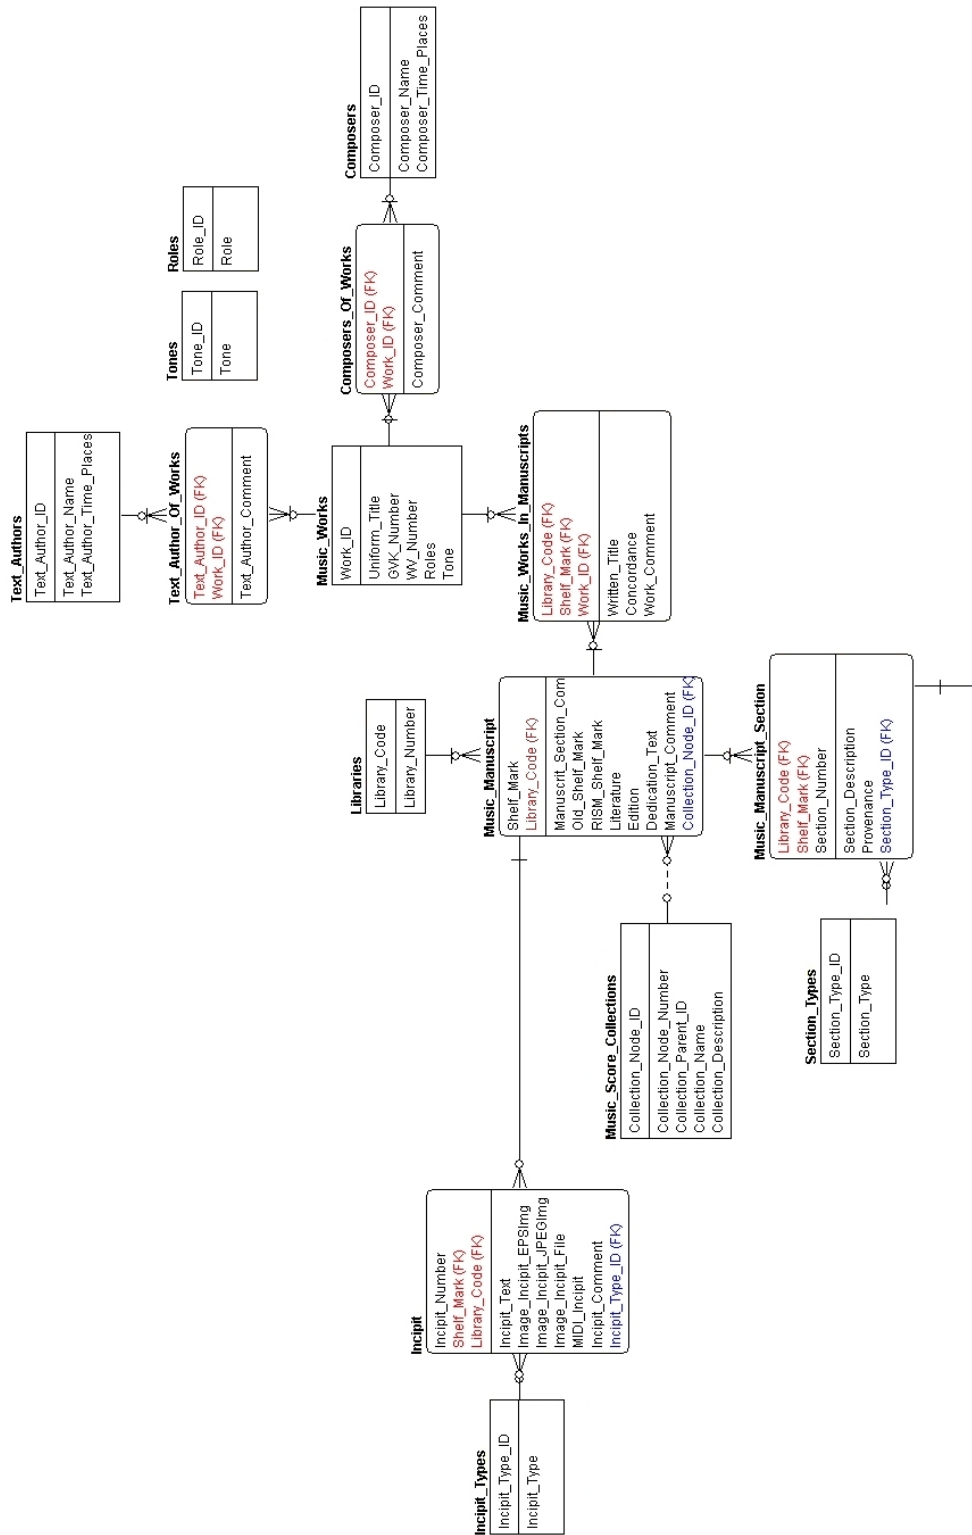 Text_Authors
Text_Author_ID
Text_Author_Name
Text_Author_Time_Places
Text_Author_Of_Works
Text_Author_ID (FK)
Work_ID (FK)
Text_Author_Comment
Tones
Tone_ID
Tone
Roles
Role_ID
Role
Music_Works
Work_ID
Uniform_Title
GVK_Number
WV_Number
Roles
Tone
Composers_Of_Works
Composer_ID (FK)
Work_ID (FK)
Composer_Comment
Composers
Composer_ID
Composer_Name
Composer_Time_Places
Libraries
Library_Code
Library_Number
Music_Works_In_Manuscripts
Library_Code (FK)
Shelf_Mark (FK)
Work_ID (FK)
Written_Title
Concordance
Work_Comment
Incipit_Types
Incipit_Type_ID
Incipit_Type
Incipit
Incipit_Number
Shelf_Mark (FK)
Library_Code (FK)
Incipit_Text
Image_Incipit_EPSImg
Image_Incipit_JPEGImg
Image_Incipit_File
MIDI_Incipit
Incipit_Comment
Incipit_Type_ID (FK)
Music_Manuscript
Shelf_Mark
Library_Code (FK)
Manuscrit_Section_Com
Old_Shelf_Mark
RISM_Shelf_Mark
Literature
Edition
Dedication_Text
Manuscript_Comment
Collection_Node_ID (FK)
Music_Score_Collections
Collection_Node_ID
Collection_Node_Number
Collection_Parent_ID
Collection_Name
Collection_Description
Section_Types
Section_Type_ID
Section_Type
Music_Manuscript_Section
Library_Code (FK)
Shelf_Mark (FK)
Section_Number
Section_Description
Provenance
Section_Type_ID (FK)